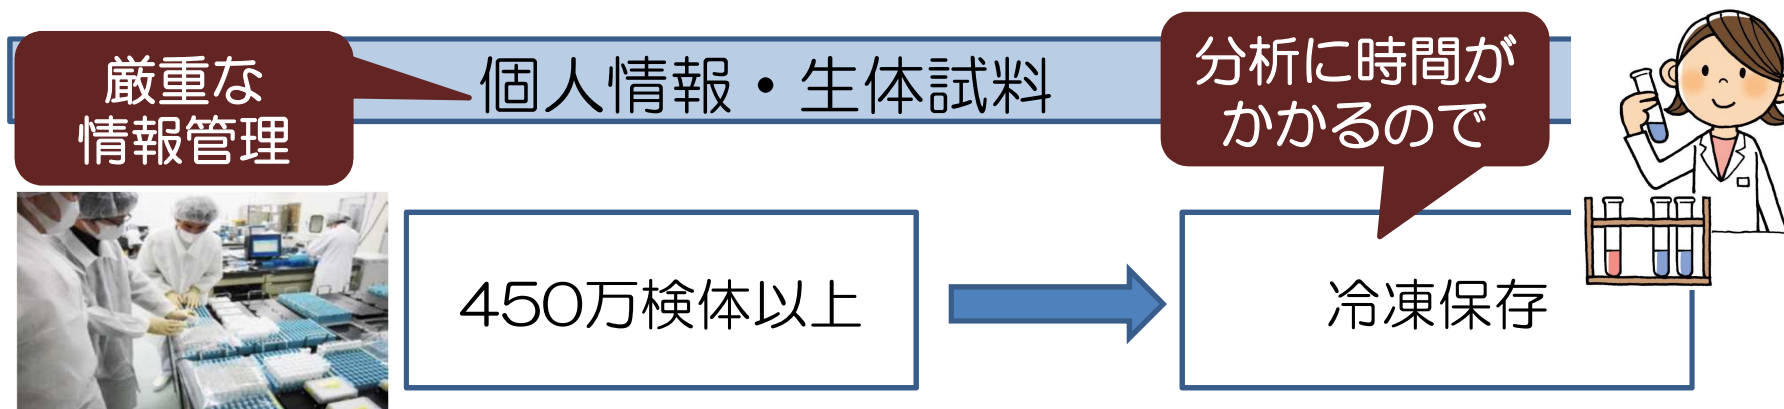 厳重な
情報管理
個人情報・生体試料
分析に時間が
かかるので
450万検体以上
冷凍保存